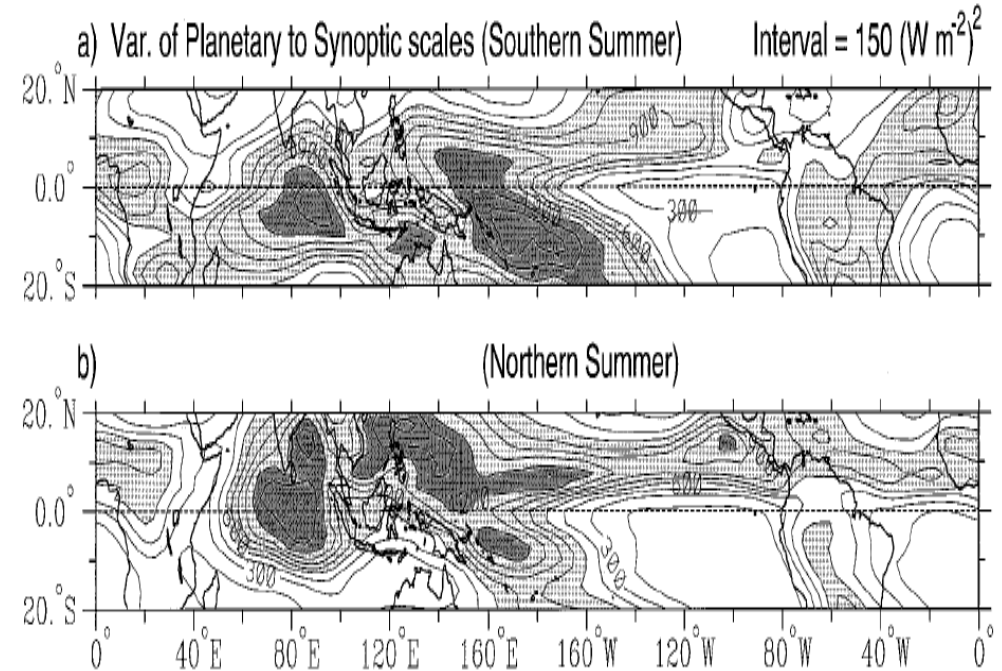 a) Var. of Planetary to Synoptic scales (Southern Summer) Interval = 150 (W m⁻²)²
20.°N
900
0.0°
300
600
20.°S
b) (Northern Summer)
20.°N
600
0.0°
300
300
20.°S
0° 40°E 80°E 120°E 160°E 160°W 120°W 80°W 40°W 0°